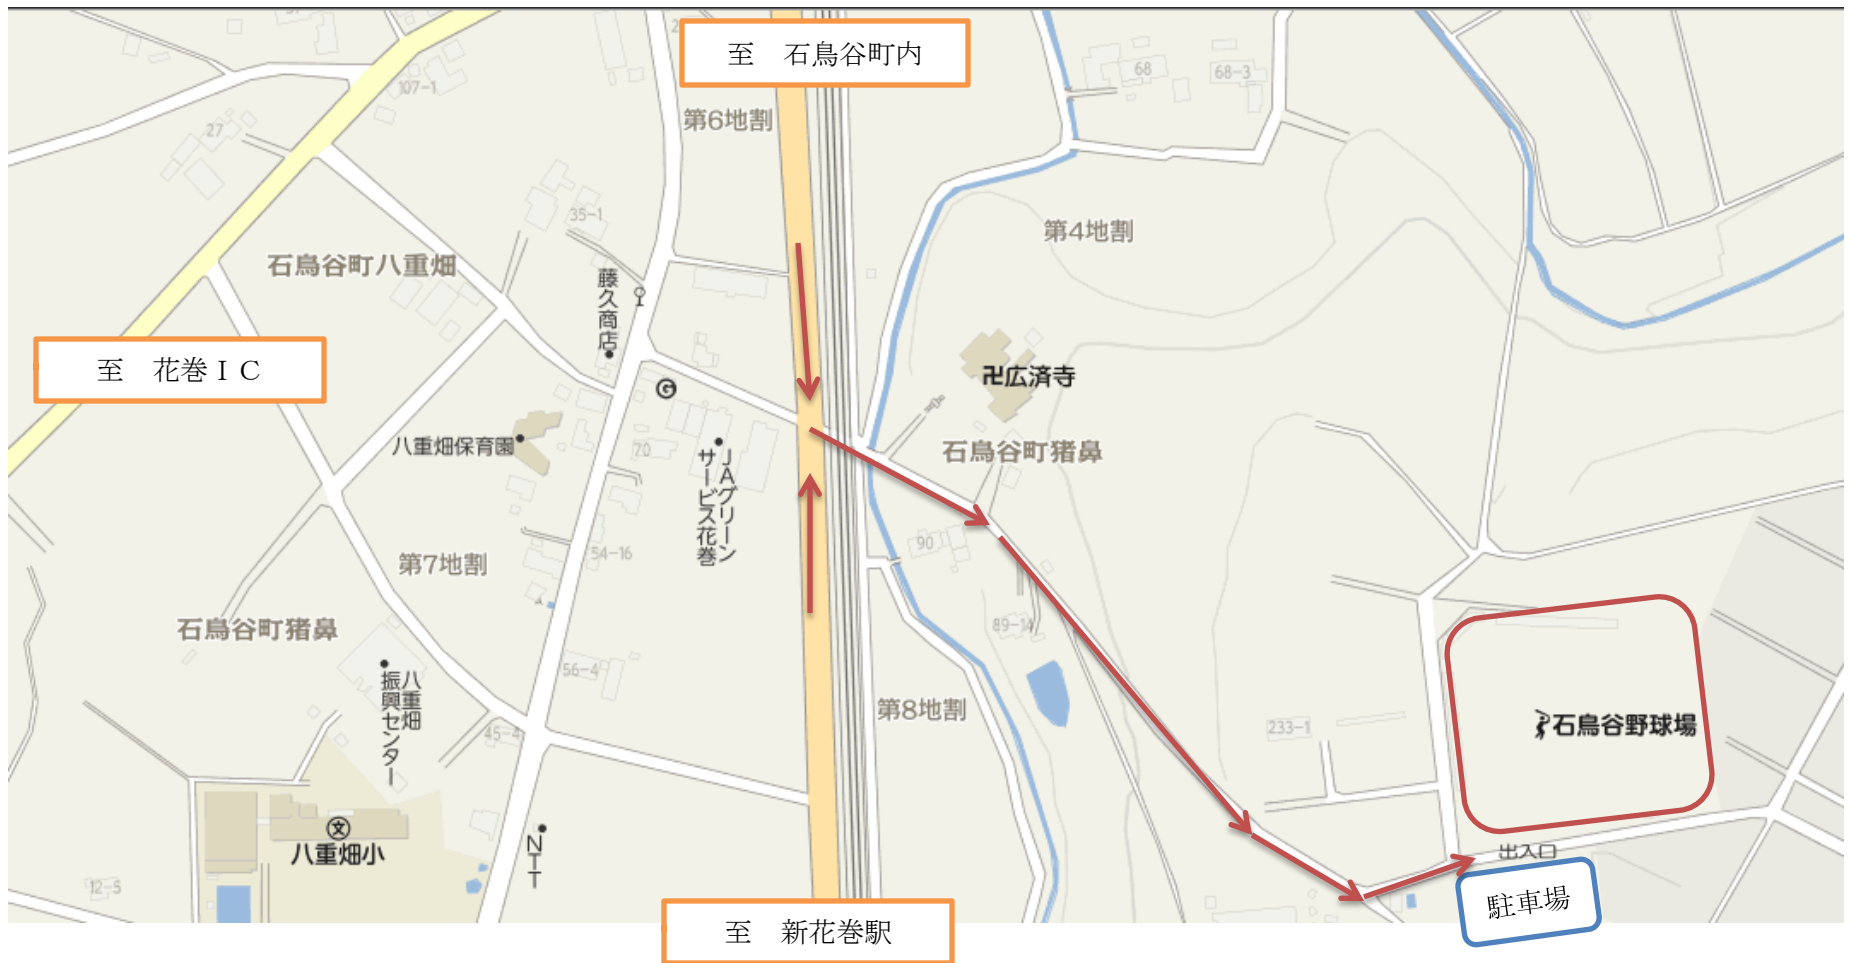 至　石鳥谷町内
68
68-3
107-1
27
第6地割
35-1
第4地割
石鳥谷町八重畑
藤久商店
至　花巻ＩＣ
卍広済寺
八重畑保育園
70
JAグリーン
サービス花巻
石鳥谷町猪鼻
90
54-16
第7地割
石鳥谷町猪鼻
89-14
56-4
八重畑
振興センター
第8地割
233-1
石鳥谷野球場
45-4
文
八重畑小
NTT
出入口
12-5
駐車場
至　新花巻駅